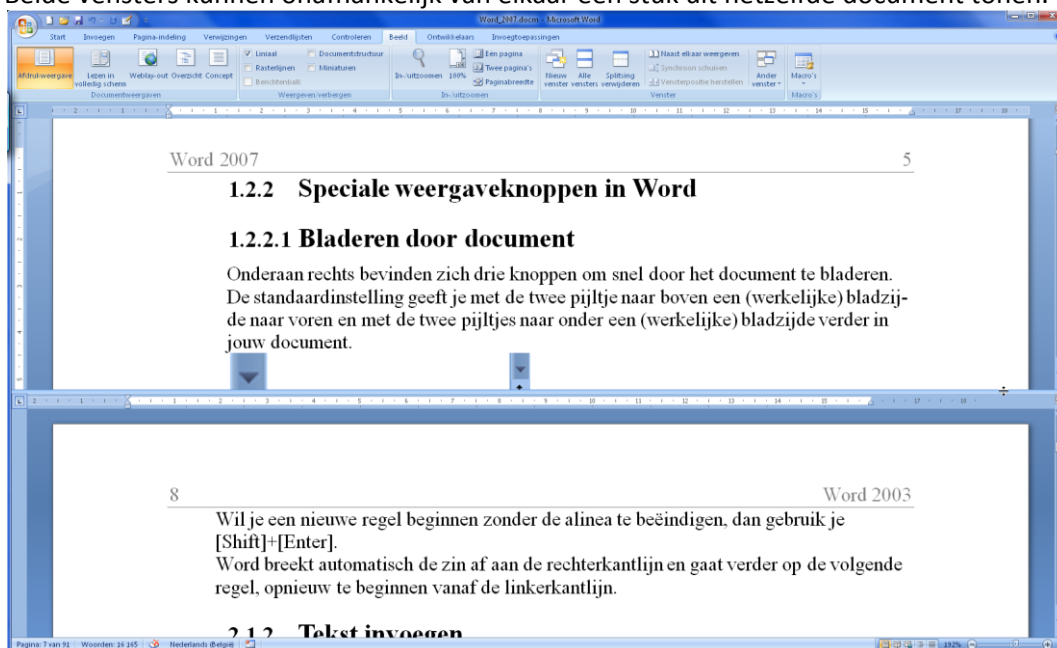 Beide vensters kunnen onafhankelijk van elkaar een stuk uit hetzelfde document tonen.
Word_2007.docm - Microsoft Word
Start Invoegen Pagina-indeling Verwijzingen Verzendlijsten Controleren Beeld Ontwikkelaars Invoegtoepassingen
Afdrukweergave Lezen in volledig scherm Weblay-out Overzicht Concept
Documentweergaven
Liniaal Documentstructuur
Rasterlijnen Miniaturen
Berichtenbalk
Weergeven/verbergen
In-/uitzoomen 100%
Eén pagina
Twee pagina's
Paginabreedte
In-/uitzoomen
Nieuw venster Alle vensters Splitsing verwijderen
Naast elkaar weergeven
Synchroon schuiven
Vensterpositie herstellen
Ander venster
Venster
Macro's
Macro's
Word 2007 5
1.2.2 Speciale weergaveknoppen in Word
1.2.2.1 Bladeren door document
Onderaan rechts bevinden zich drie knoppen om snel door het document te bladeren.
De standaardinstelling geeft je met de twee pijltje naar boven een (werkelijke) bladzij-
de naar voren en met de twee pijltjes naar onder een (werkelijke) bladzijde verder in
jouw document.
8 Word 2003
Wil je een nieuwe regel beginnen zonder de alinea te beëindigen, dan gebruik je
[Shift]+[Enter].
Word breekt automatisch de zin af aan de rechterkantlijn en gaat verder op de volgende
regel, opnieuw te beginnen vanaf de linkerkantlijn.
2.1.2 Tekst invoegen
Pagina: 7 van 91 Woorden: 16 165 Nederlands (België) 192%